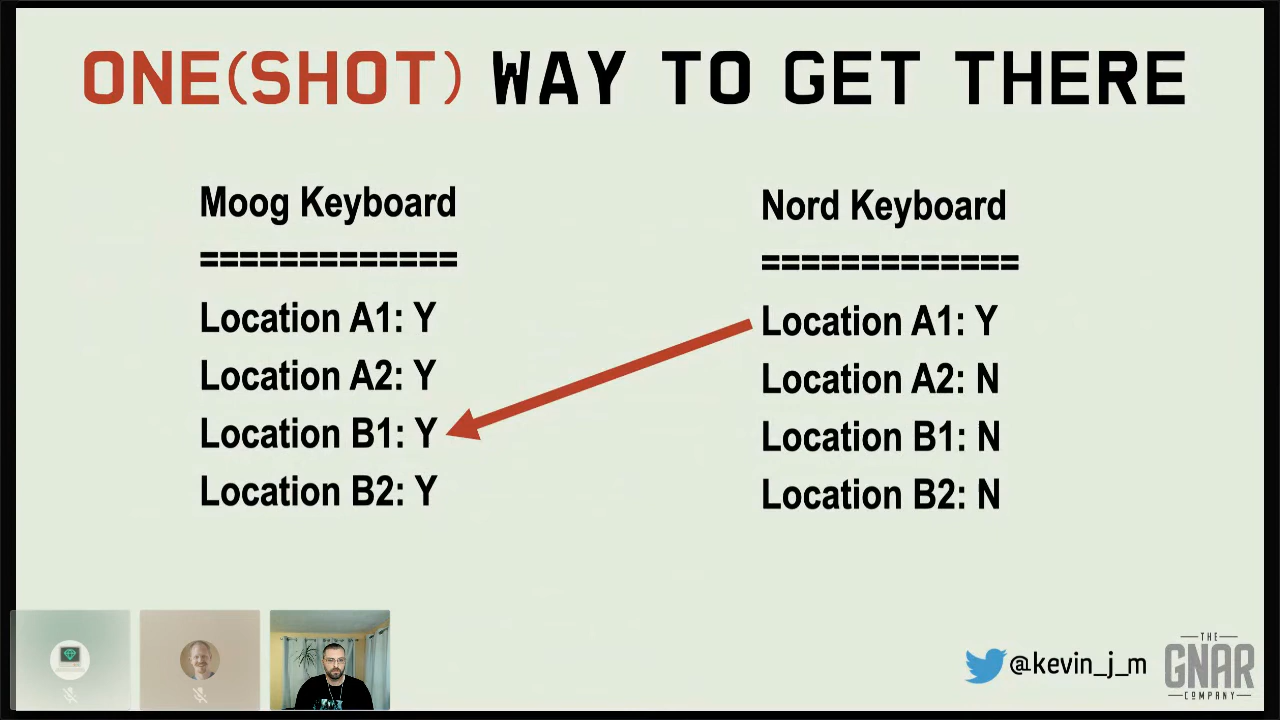 ONE(SHOT) WAY TO GET THERE
Moog Keyboard
=============
Location A1: Y
Location A2: Y
Location B1: Y
Location B2: Y
Nord Keyboard
=============
Location A1: Y
Location A2: N
Location B1: N
Location B2: N
@kevin_j_m
THE
GNAR
COMPANY